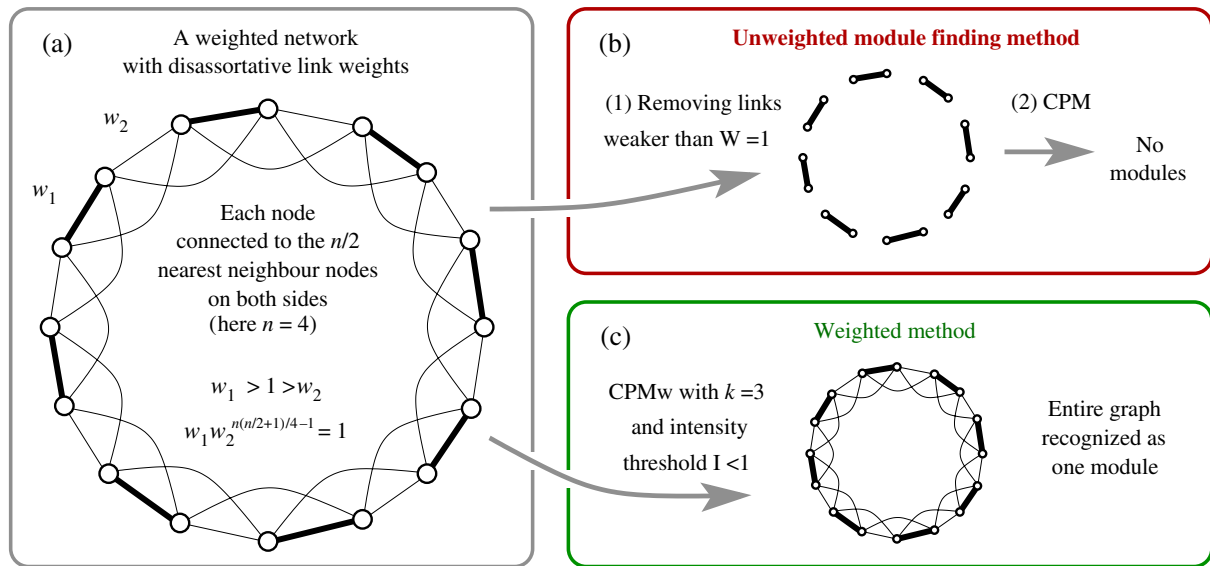 (a)
A weighted network
with disassortative link weights
w₂
w₁
Each node
connected to the n/2
nearest neighbour nodes
on both sides
(here n = 4)
w₁ > 1 > w₂
w₁w₂ⁿ⁽ⁿᐟ²⁺¹⁾ᐟ⁴⁻¹ = 1
(b)
Unweighted module finding method
(1) Removing links
weaker than W =1
(2) CPM
No
modules
(c)
Weighted method
CPMw with k =3
and intensity
threshold I <1
Entire graph
recognized as
one module